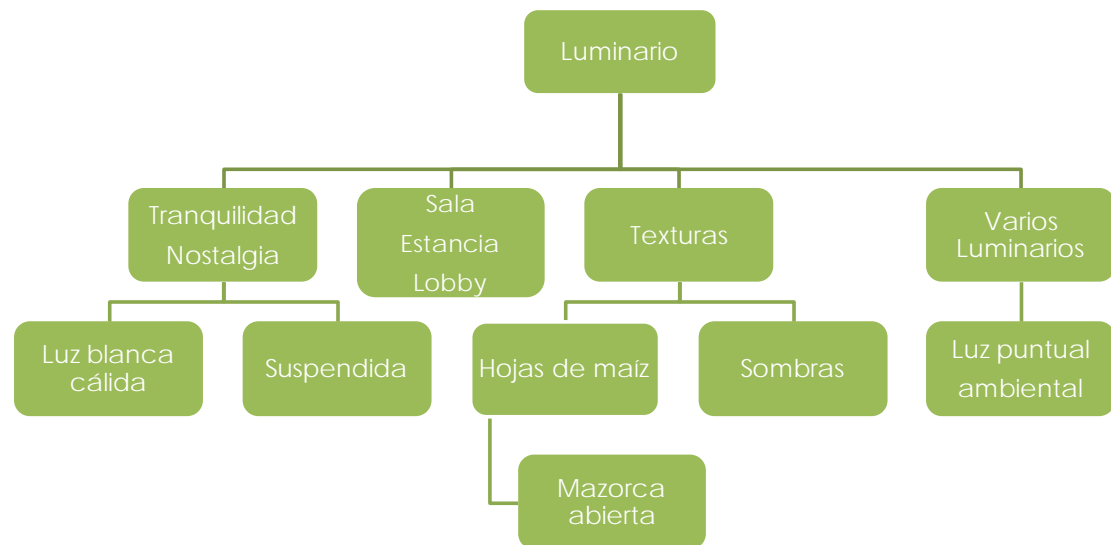 Luminario
Tranquilidad
Nostalgia
Sala
Estancia
Lobby
Texturas
Varios
Luminarios
Luz blanca
cálida
Suspendida
Hojas de maíz
Sombras
Luz puntual
ambiental
Mazorca
abierta